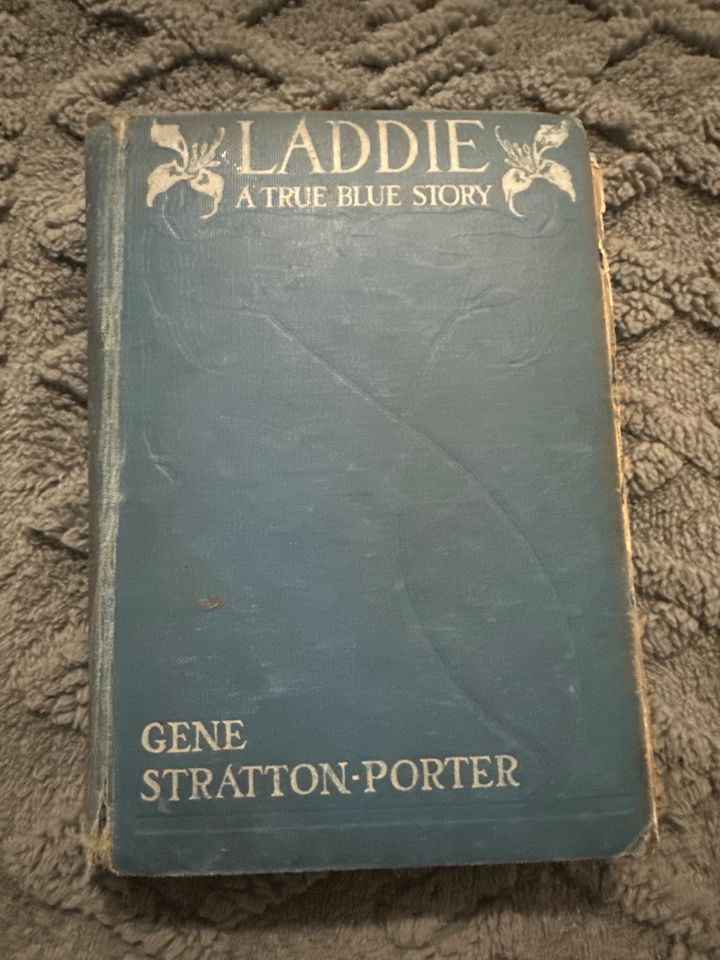 LADDIE
A TRUE BLUE STORY
GENE
STRATTON-PORTER